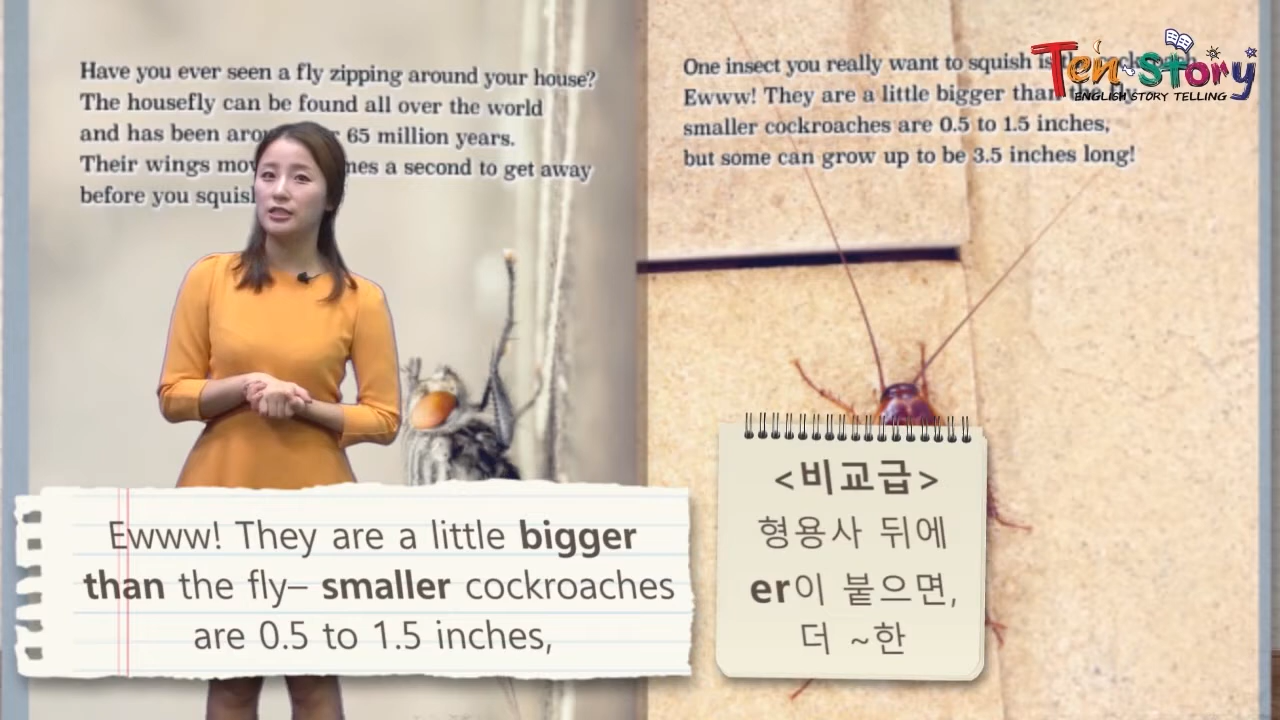 Have you ever seen a fly zipping around your house?
The housefly can be found all over the world
and has been 65 million years.
Their wings a second to get away
before you
One insect you really want to squish is
Ewww! They are a little bigger than
smaller cockroaches are 0.5 to 1.5 inches,
but some can grow up to be 3.5 inches long!
Ten Story
ENGLISH STORY TELLING
Ewww! They are a little bigger
than the fly– smaller cockroaches
are 0.5 to 1.5 inches,
<비교급>
형용사 뒤에
er이 붙으면,
더 ~한